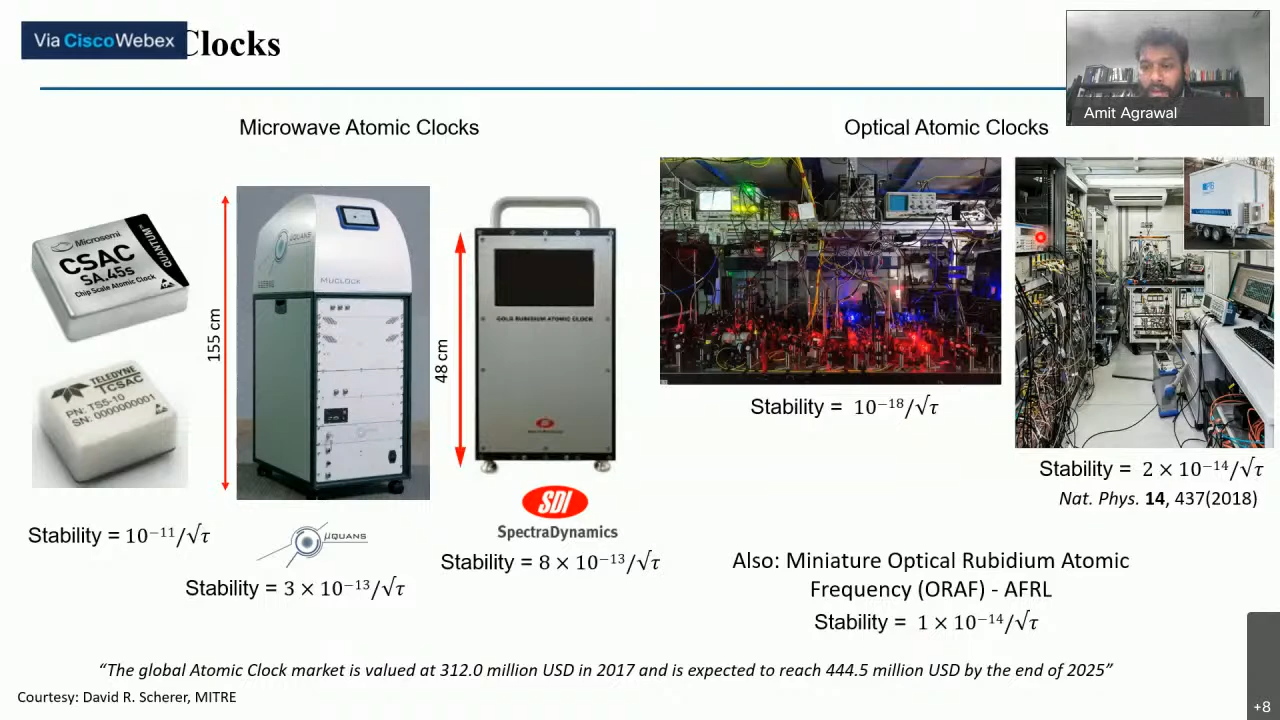 Via Cisco Webex
Clocks
Amit Agrawal
Microwave Atomic Clocks
Optical Atomic Clocks
Microsemi
QUANTUM™
CSAC
SA.45s
Chip Scale Atomic Clock
TELEDYNE
TCSAC
PN: TS5-10
SN: 0000000001
155 cm
μQUANS
MUCLOCK
48 cm
COLD RUBIDIUM ATOMIC CLOCK
SDI
SpectraDynamics
Stability = 10⁻¹¹/√τ
μQUANS
Stability = 3 × 10⁻¹³/√τ
Stability = 8 × 10⁻¹³/√τ
Stability = 10⁻¹⁸/√τ
Stability = 2 × 10⁻¹⁴/√τ
Nat. Phys. 14, 437(2018)
Also: Miniature Optical Rubidium Atomic
Frequency (ORAF) - AFRL
Stability = 1 × 10⁻¹⁴/√τ
“The global Atomic Clock market is valued at 312.0 million USD in 2017 and is expected to reach 444.5 million USD by the end of 2025”
Courtesy: David R. Scherer, MITRE
+8